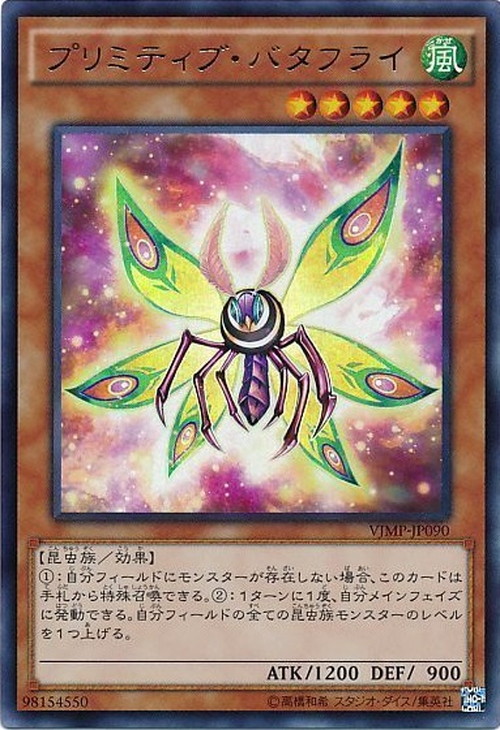 プリミティブ・バタフライ 風
VJMP-JP090
【昆虫族／効果】
①：自分フィールドにモンスターが存在しない場合、このカードは
手札から特殊召喚できる。②：１ターンに１度、自分メインフェイズ
に発動できる。自分フィールドの全ての昆虫族モンスターのレベル
を１つ上げる。
ATK/1200 DEF/ 900
98154550 ©高橋和希 スタジオ・ダイス/集英社